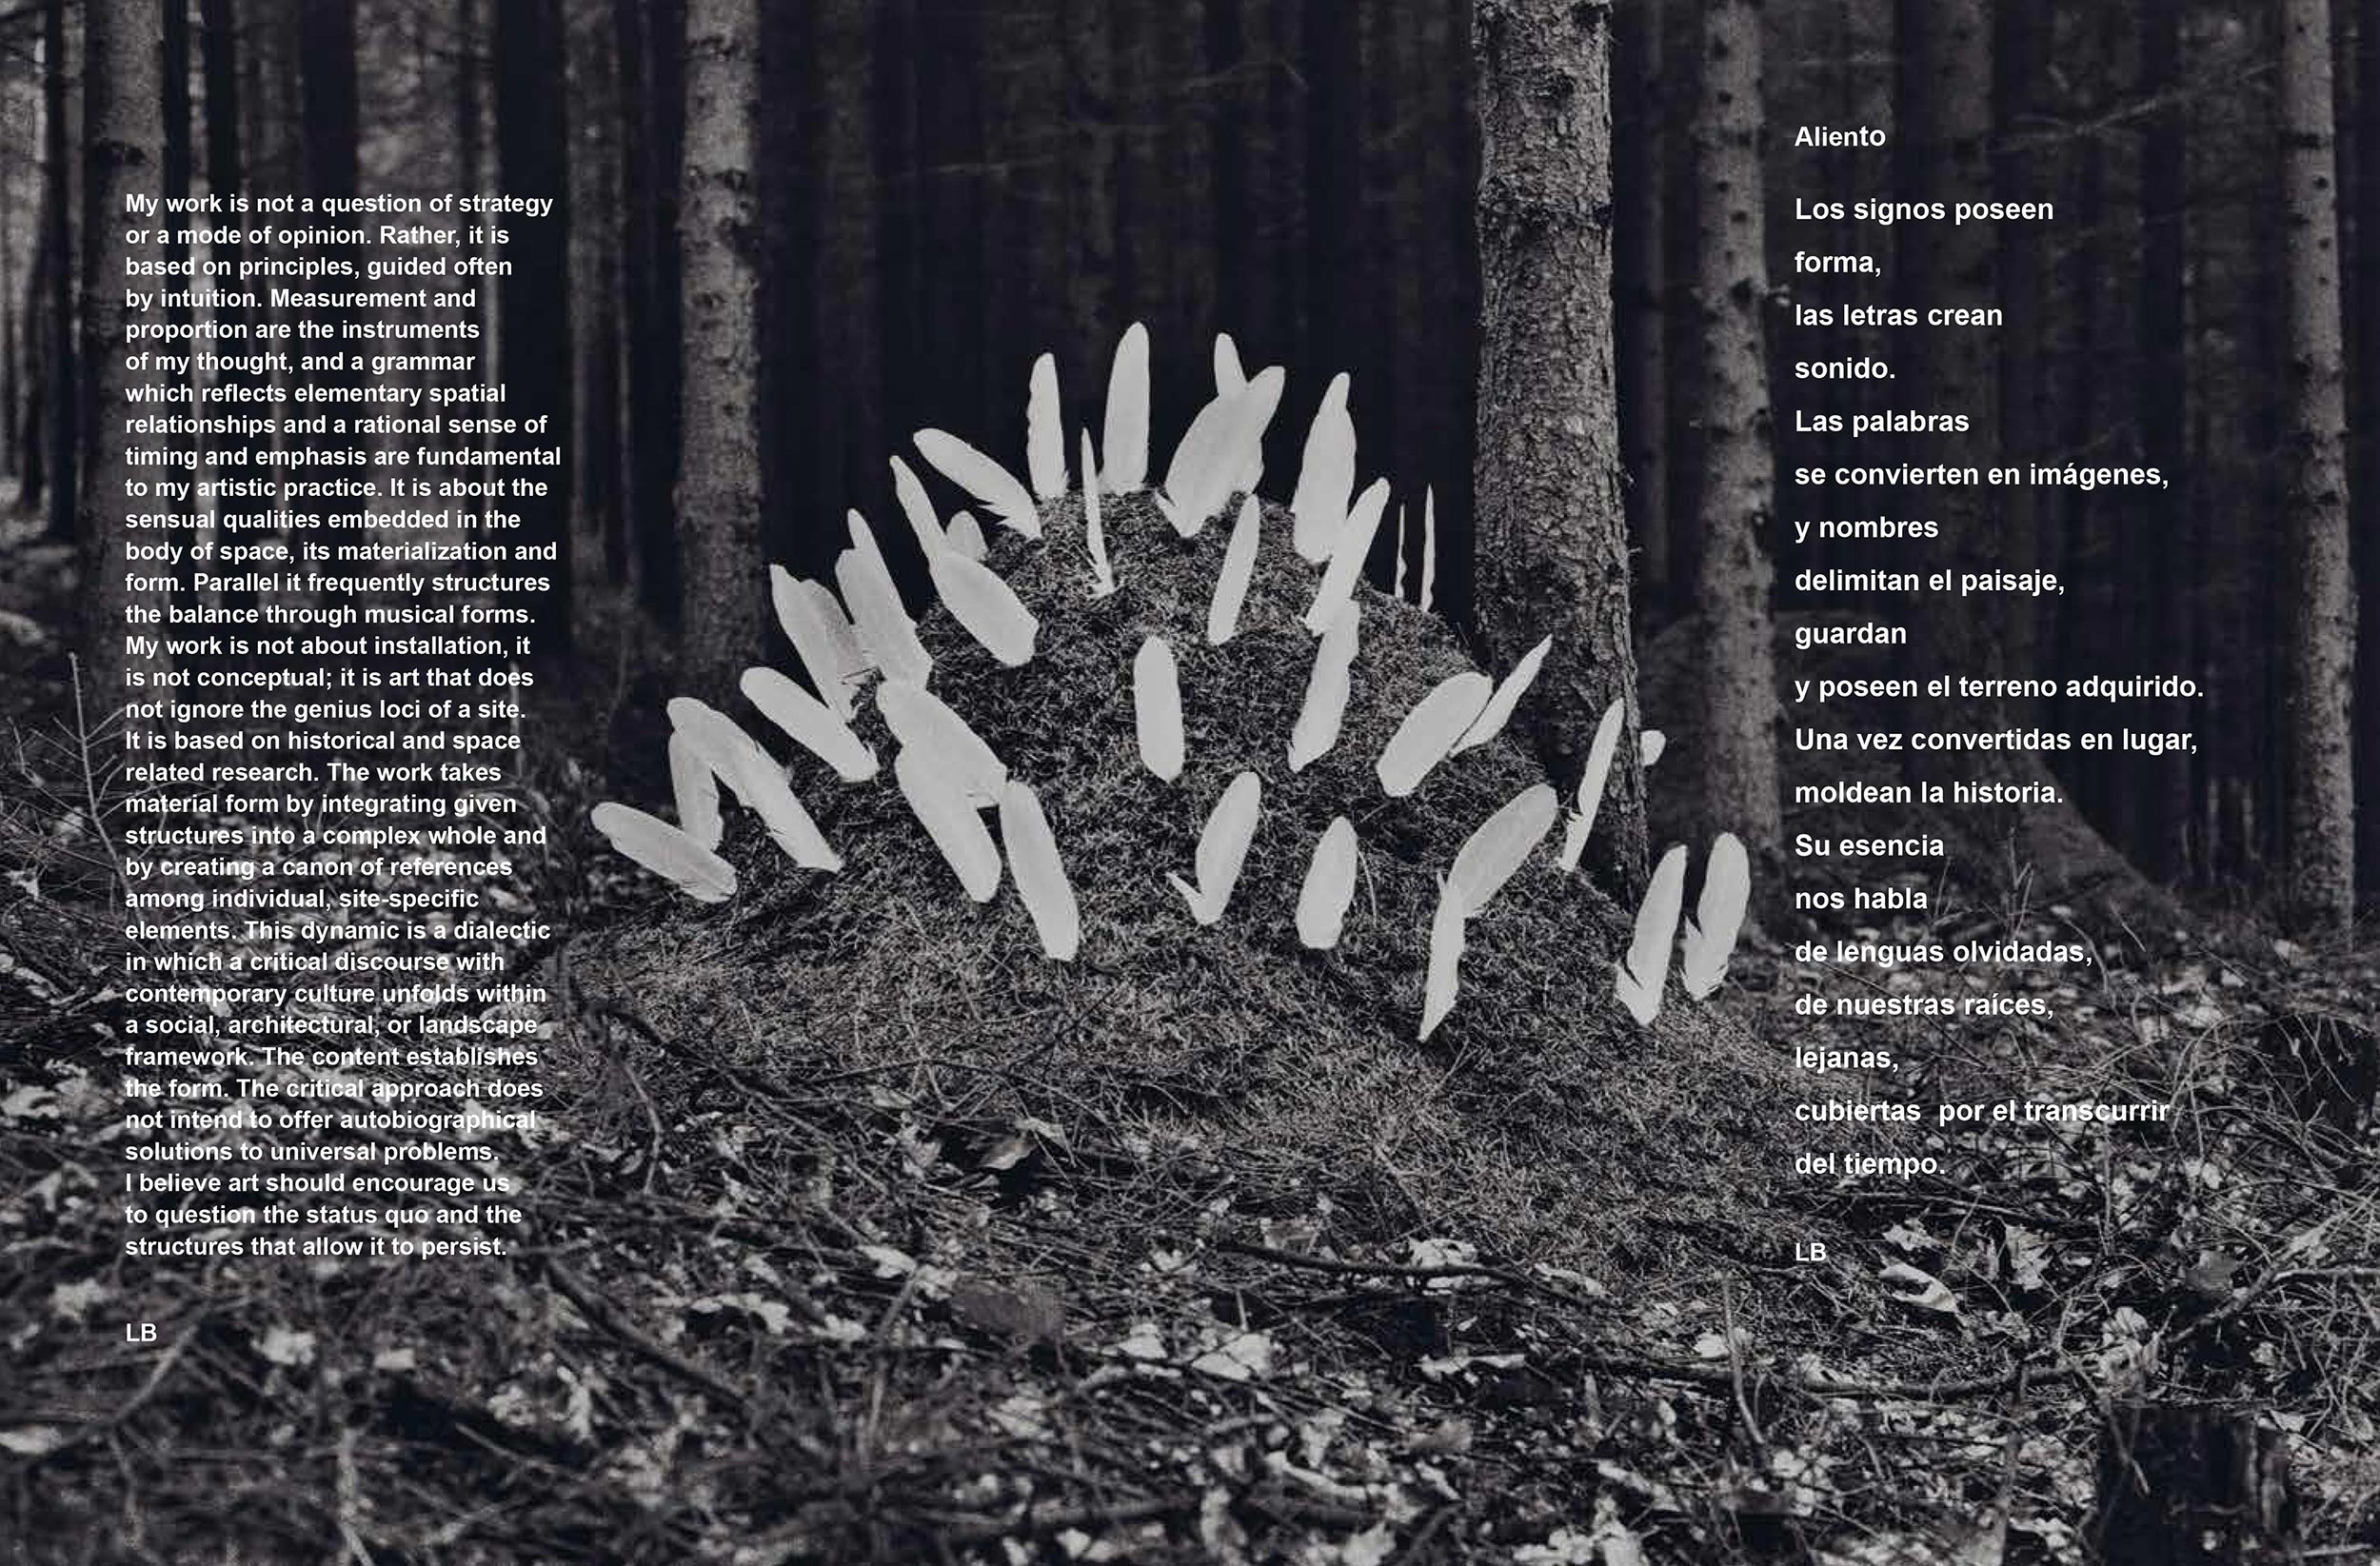 My work is not a question of strategy
or a mode of opinion. Rather, it is
based on principles, guided often
by intuition. Measurement and
proportion are the instruments
of my thought, and a grammar
which reflects elementary spatial
relationships and a rational sense of
timing and emphasis are fundamental
to my artistic practice. It is about the
sensual qualities embedded in the
body of space, its materialization and
form. Parallel it frequently structures
the balance through musical forms.
My work is not about installation, it
is not conceptual; it is art that does
not ignore the genius loci of a site.
It is based on historical and space
related research. The work takes
material form by integrating given
structures into a complex whole and
by creating a canon of references
among individual, site-specific
elements. This dynamic is a dialectic
in which a critical discourse with
contemporary culture unfolds within
a social, architectural, or landscape
framework. The content establishes
the form. The critical approach does
not intend to offer autobiographical
solutions to universal problems.
I believe art should encourage us
to question the status quo and the
structures that allow it to persist.
LB
Aliento
Los signos poseen
forma,
las letras crean
sonido.
Las palabras
se convierten en imágenes,
y nombres
delimitan el paisaje,
guardan
y poseen el terreno adquirido.
Una vez convertidas en lugar,
moldean la historia.
Su esencia
nos habla
de lenguas olvidadas,
de nuestras raíces,
lejanas,
cubiertas  por el transcurrir
del tiempo.
LB